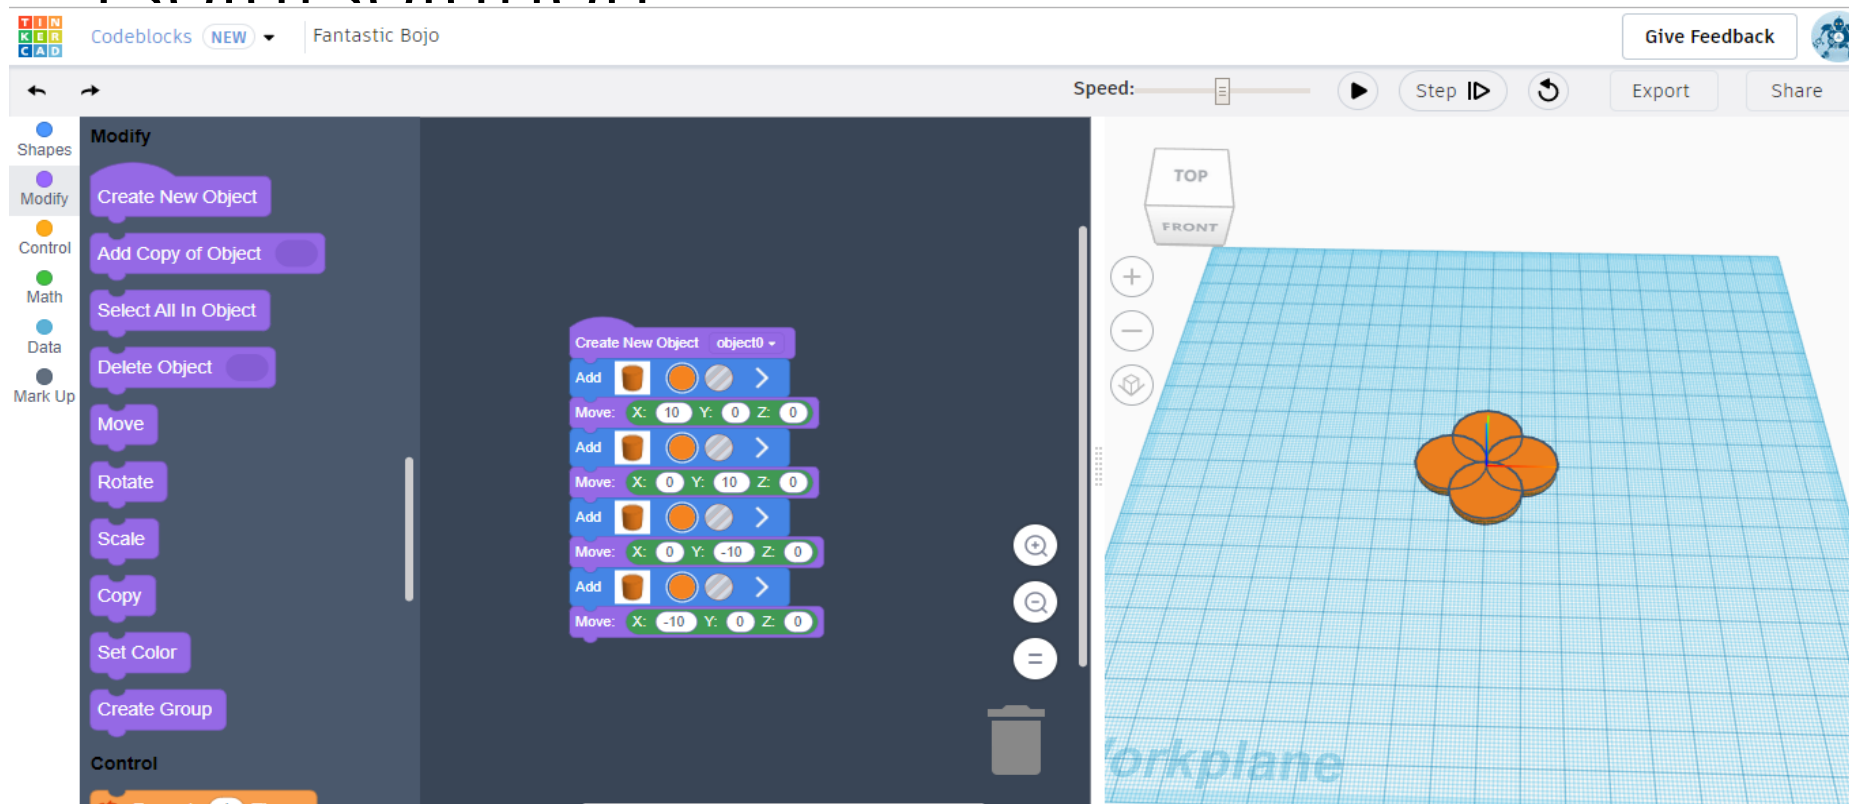 TIN
KER
CAD
Codeblocks NEW
Fantastic Bojo
Give Feedback
Speed:
Step
Export
Share
Shapes
Modify
Control
Math
Data
Mark Up
Modify
Create New Object
Add Copy of Object
Select All In Object
Delete Object
Move
Rotate
Scale
Copy
Set Color
Create Group
Control
Create New Object object0
Add
Move: X: 10 Y: 0 Z: 0
Add
Move: X: 0 Y: 10 Z: 0
Add
Move: X: 0 Y: -10 Z: 0
Add
Move: X: -10 Y: 0 Z: 0
TOP
FRONT